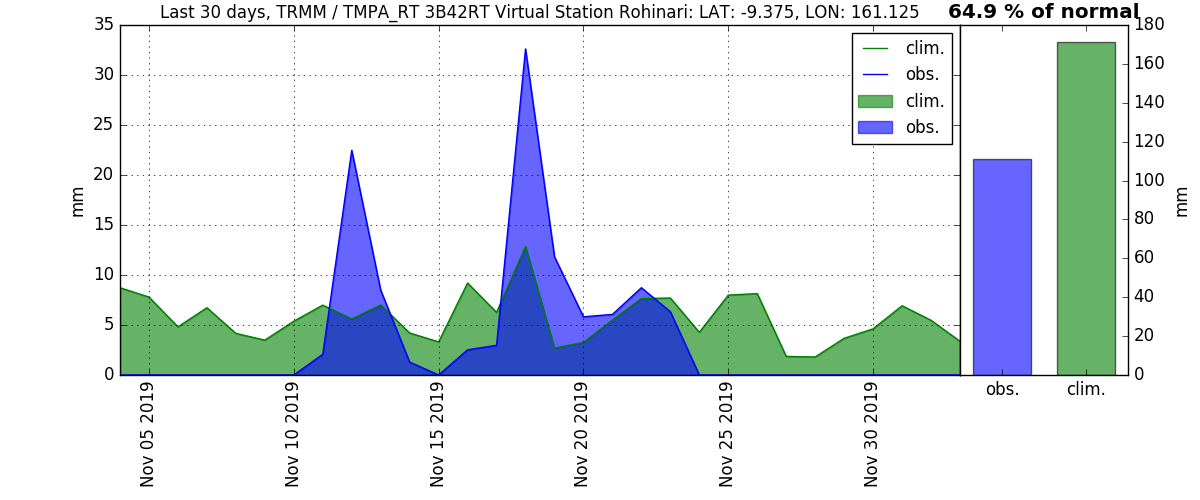 Last 30 days, TRMM / TMPA_RT 3B42RT Virtual Station Rohinari: LAT: -9.375, LON: 161.125
64.9 % of normal
35
30
25
20
15
10
5
0
mm
clim.
obs.
clim.
obs.
Nov 05 2019
Nov 10 2019
Nov 15 2019
Nov 20 2019
Nov 25 2019
Nov 30 2019
180
160
140
120
100
80
60
40
20
0
mm
obs.
clim.